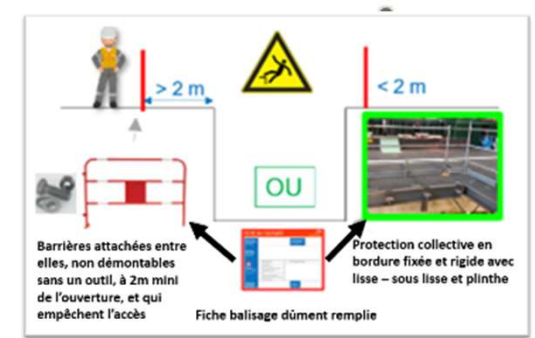 > 2 m
< 2 m
OU
Barrières attachées entre
elles, non démontables
sans un outil, à 2m mini
de l'ouverture, et qui
empêchent l'accès
Protection collective en
bordure fixée et rigide avec
lisse – sous lisse et plinthe
Fiche balisage dûment remplie